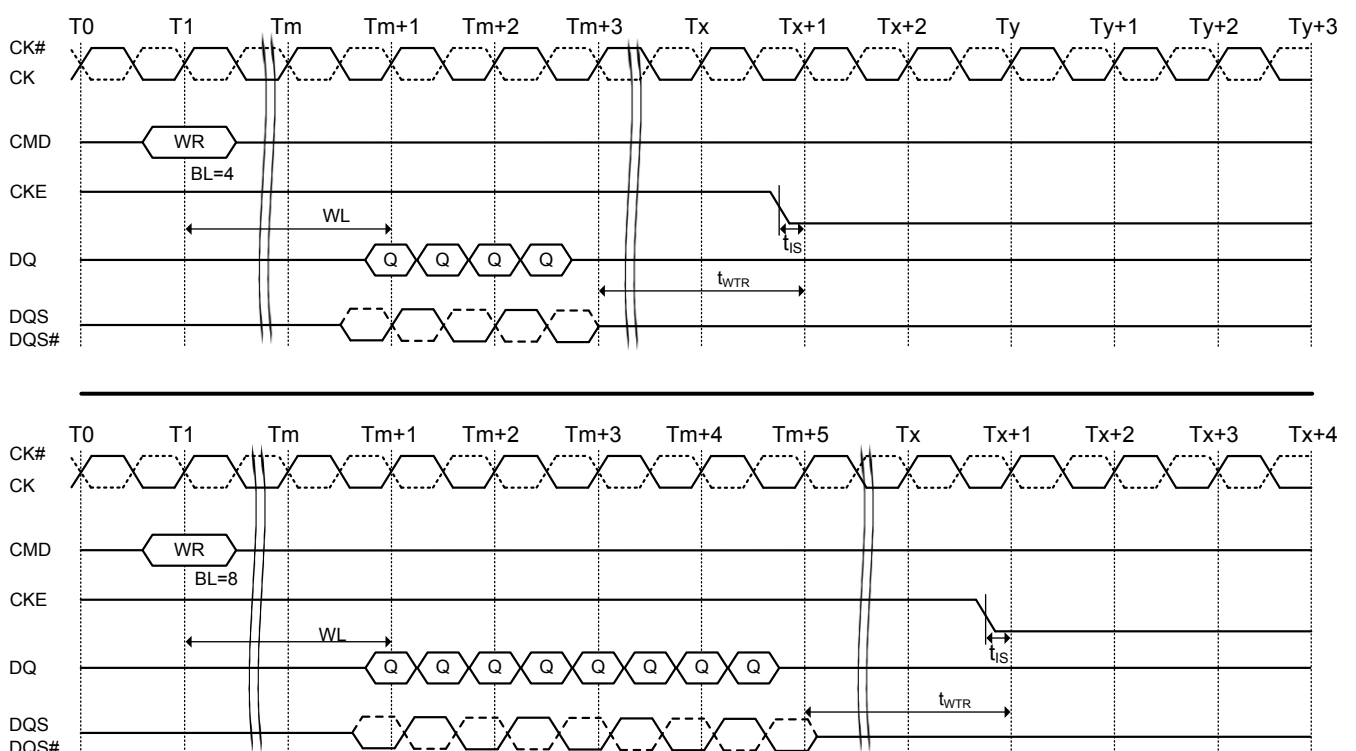 T0 T1 Tm Tm+1 Tm+2 Tm+3 Tx Tx+1 Tx+2 Ty Ty+1 Ty+2 Ty+3
CK#
CK
CMD WR
BL=4
CKE
WL
tIS
DQ Q Q Q Q
tWTR
DQS
DQS#
T0 T1 Tm Tm+1 Tm+2 Tm+3 Tm+4 Tm+5 Tx Tx+1 Tx+2 Tx+3 Tx+4
CK#
CK
CMD WR
BL=8
CKE
WL
tIS
DQ Q Q Q Q Q Q Q Q
tWTR
DQS
DQS#